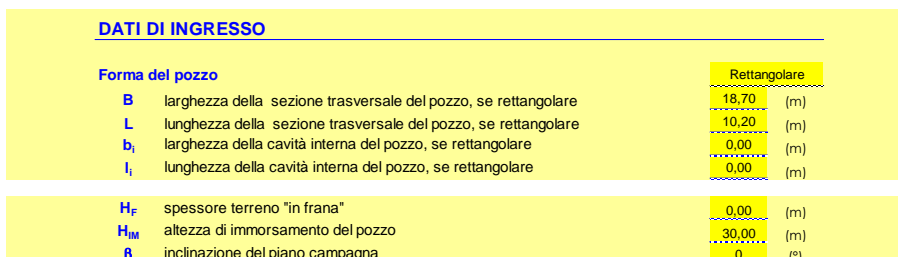 DATI DI INGRESSO
Forma del pozzo Rettangolare
B larghezza della sezione trasversale del pozzo, se rettangolare 18,70 (m)
L lunghezza della sezione trasversale del pozzo, se rettangolare 10,20 (m)
bi larghezza della cavità interna del pozzo, se rettangolare 0,00 (m)
li lunghezza della cavità interna del pozzo, se rettangolare 0,00 (m)
HF spessore terreno "in frana" 0,00 (m)
HIM altezza di immorsamento del pozzo 30,00 (m)
β inclinazione del piano campagna 0 (°)